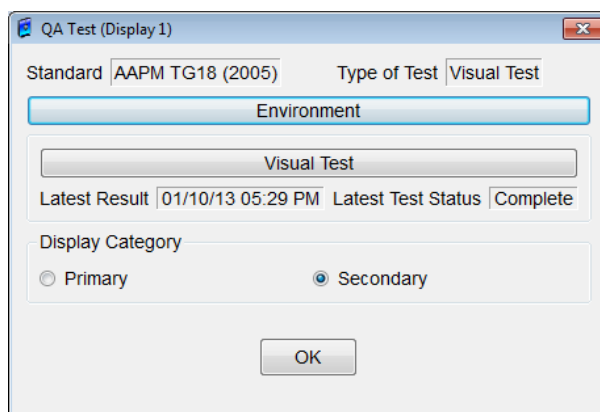 QA Test (Display 1)
Standard AAPM TG18 (2005) Type of Test Visual Test
Environment
Visual Test
Latest Result 01/10/13 05:29 PM Latest Test Status Complete
Display Category
Primary Secondary
OK